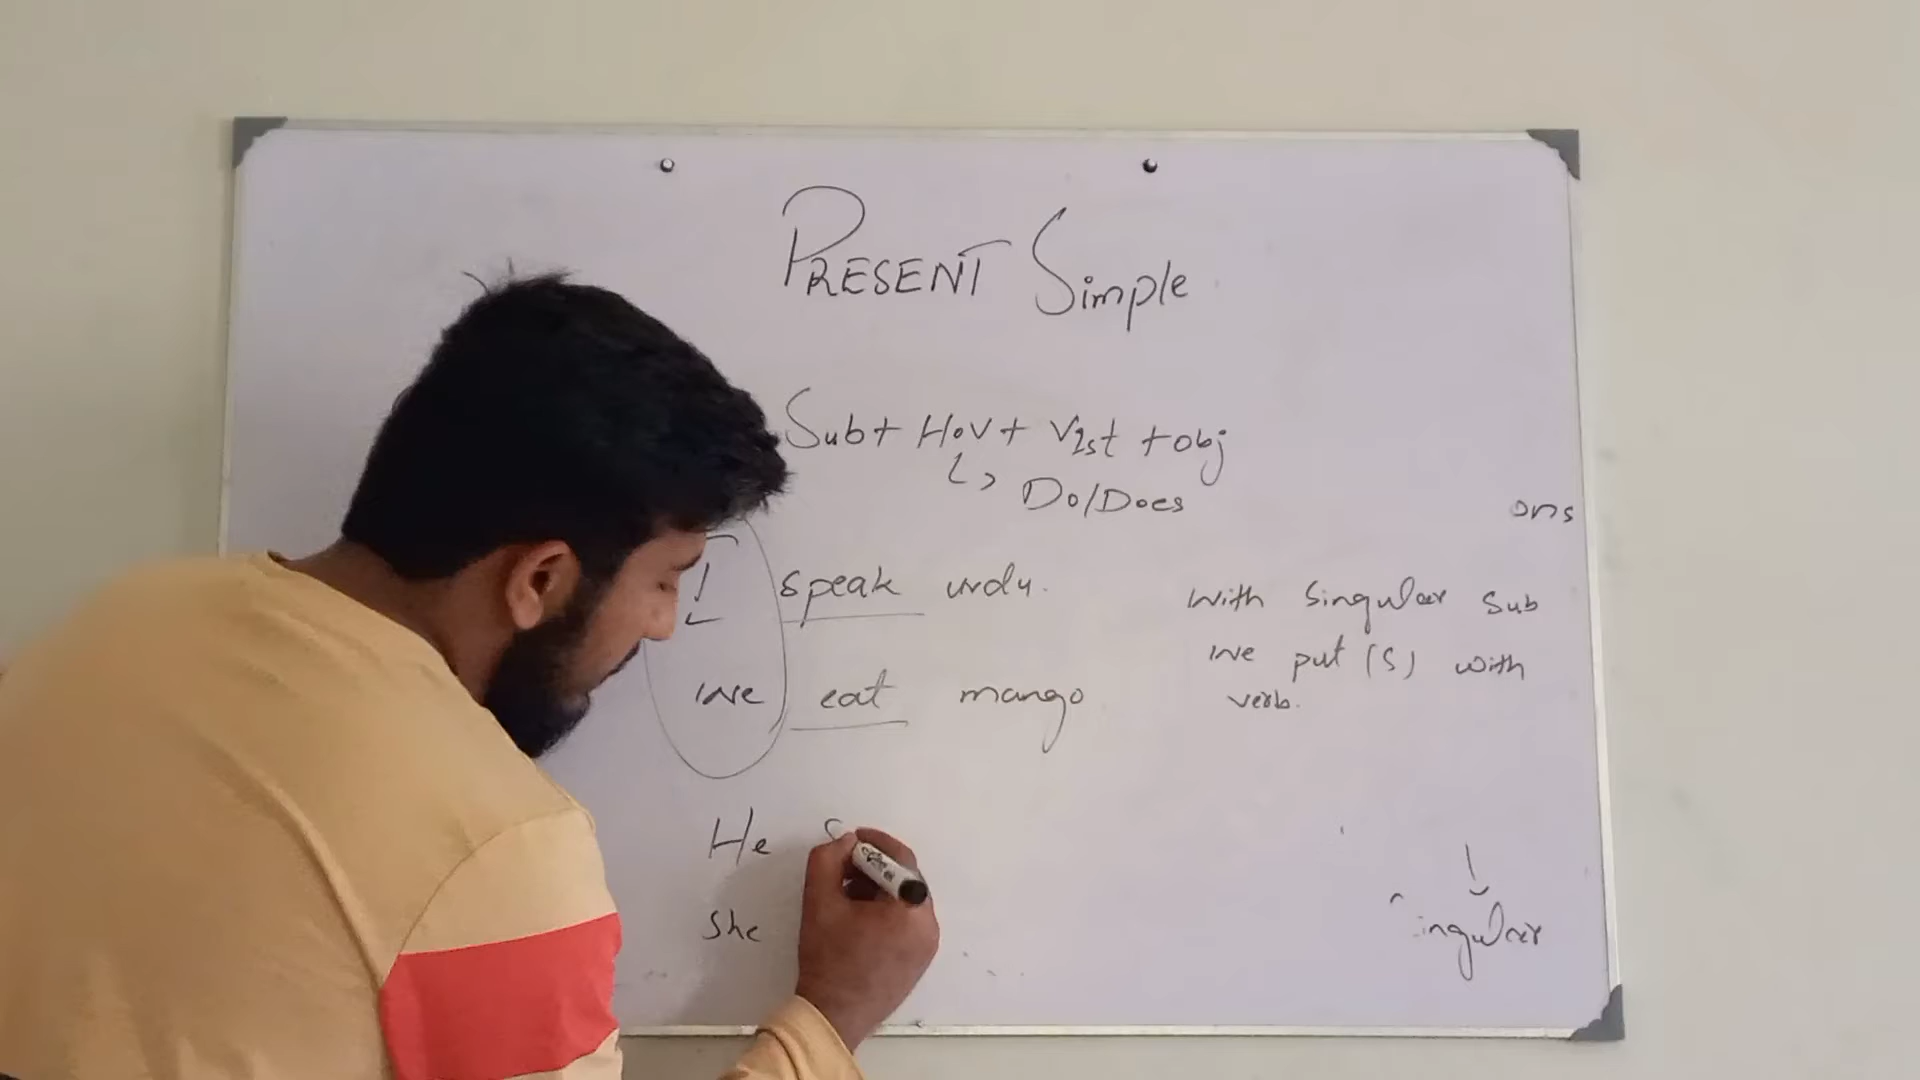 PRESENT Simple
Sub + H.V + V1st + obj
Do/Does
ons
I speak urdu.
With Singular Sub
we put (S) with
verb.
we eat mango
He S
She
ingular